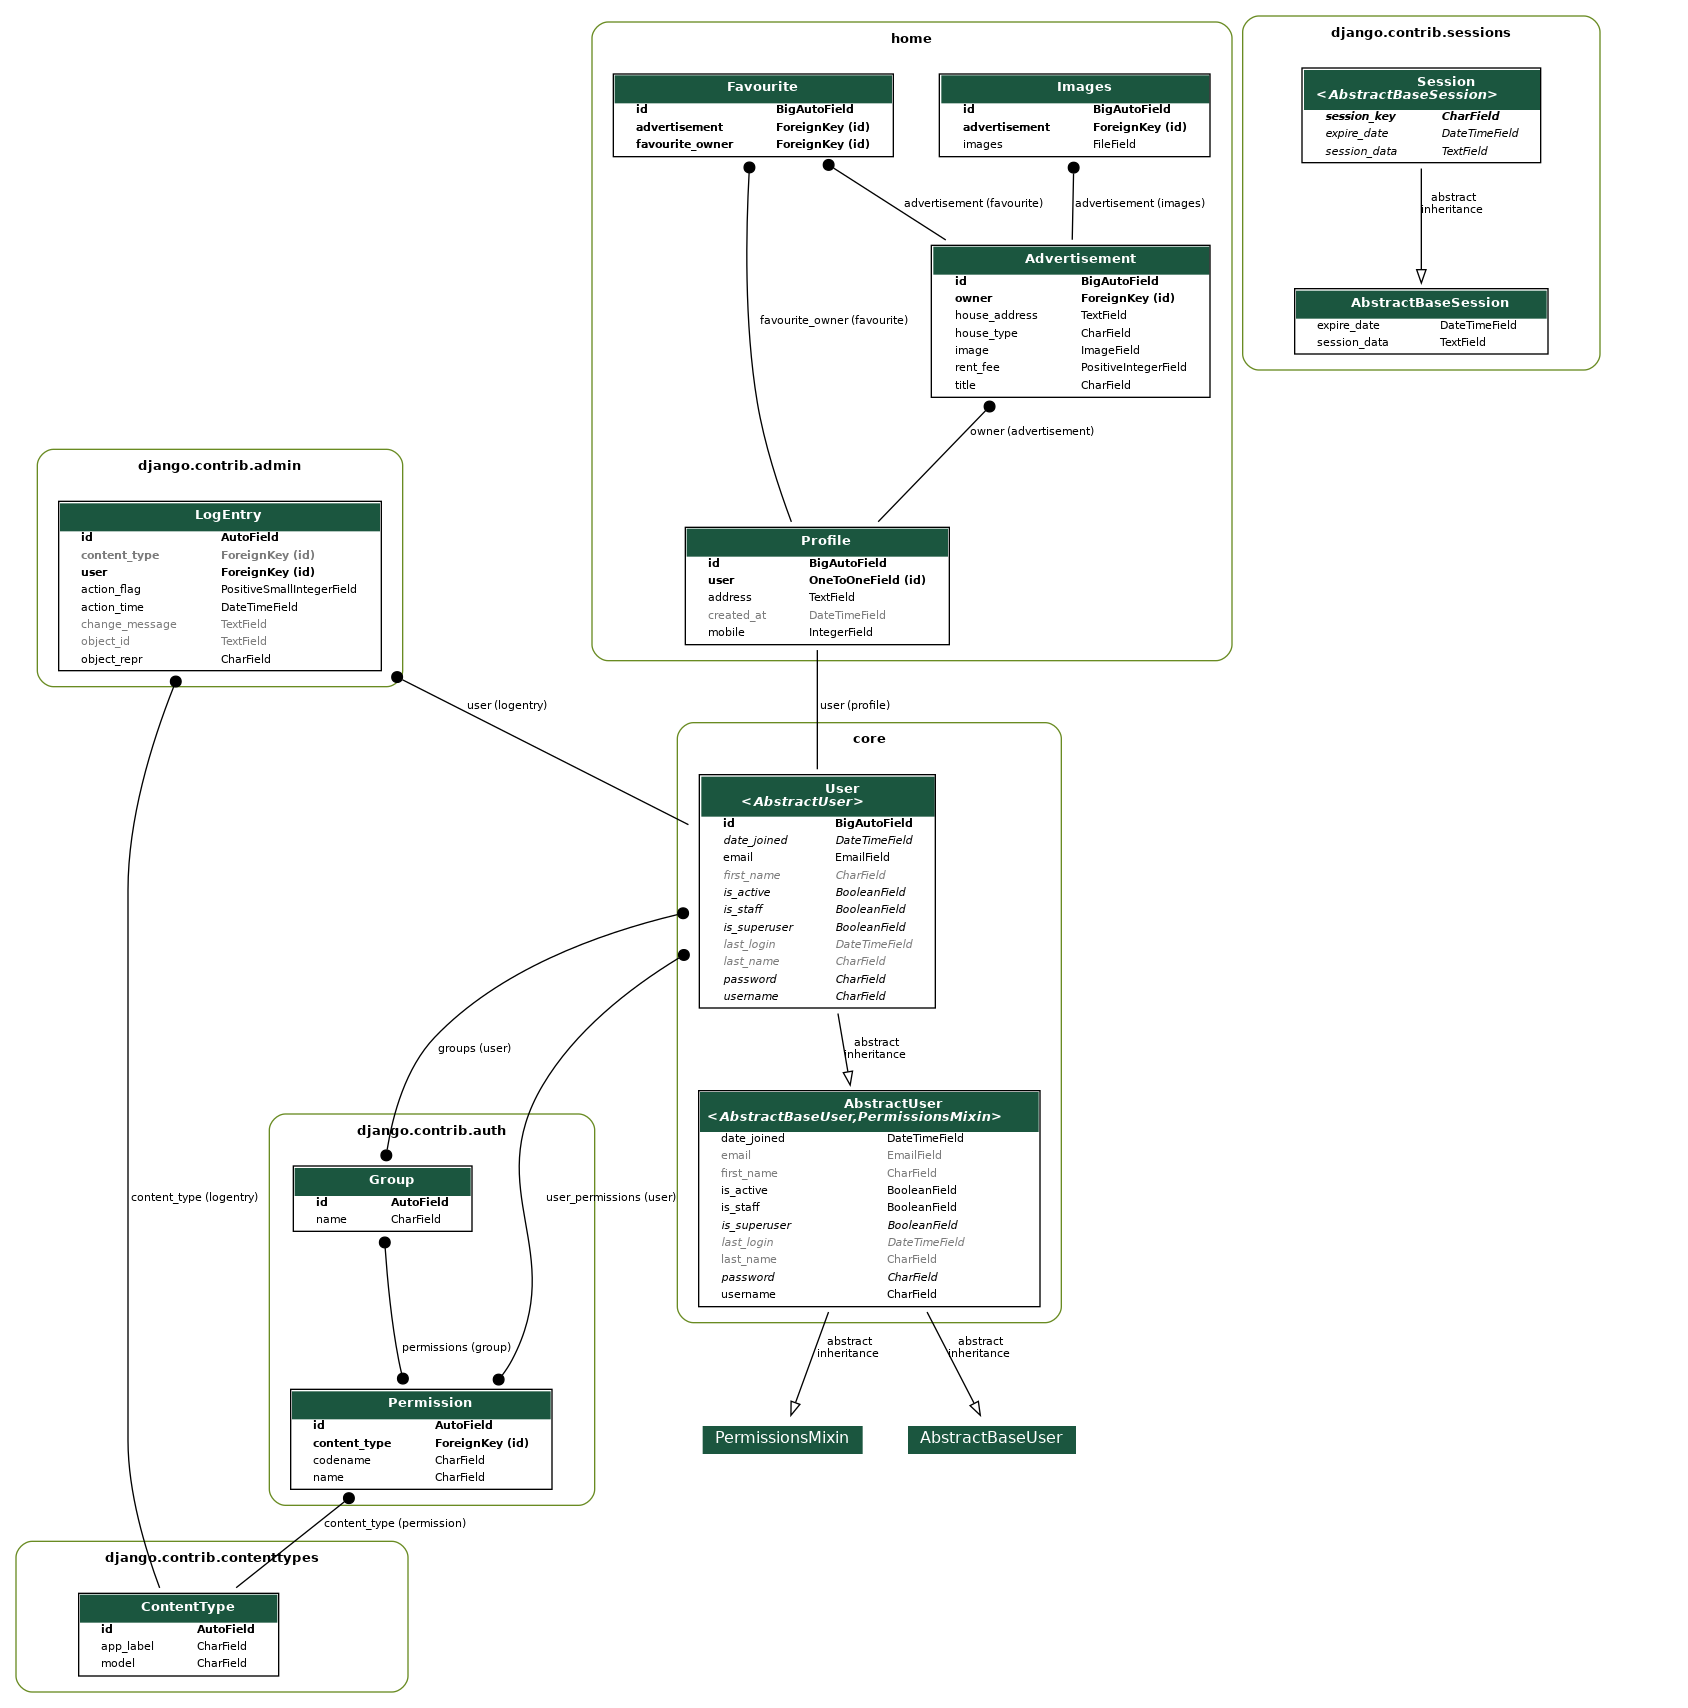 home
Favourite
id BigAutoField
advertisement ForeignKey (id)
favourite_owner ForeignKey (id)
Images
id BigAutoField
advertisement ForeignKey (id)
images FileField
advertisement (favourite)
advertisement (images)
favourite_owner (favourite)
Advertisement
id BigAutoField
owner ForeignKey (id)
house_address TextField
house_type CharField
image ImageField
rent_fee PositiveIntegerField
title CharField
owner (advertisement)
Profile
id BigAutoField
user OneToOneField (id)
address TextField
created_at DateTimeField
mobile IntegerField
user (profile)
django.contrib.sessions
Session
<AbstractBaseSession>
session_key CharField
expire_date DateTimeField
session_data TextField
abstract
inheritance
AbstractBaseSession
expire_date DateTimeField
session_data TextField
django.contrib.admin
LogEntry
id AutoField
content_type ForeignKey (id)
user ForeignKey (id)
action_flag PositiveSmallIntegerField
action_time DateTimeField
change_message TextField
object_id TextField
object_repr CharField
user (logentry)
content_type (logentry)
core
User
<AbstractUser>
id BigAutoField
date_joined DateTimeField
email EmailField
first_name CharField
is_active BooleanField
is_staff BooleanField
is_superuser BooleanField
last_login DateTimeField
last_name CharField
password CharField
username CharField
groups (user)
user_permissions (user)
abstract
inheritance
AbstractUser
<AbstractBaseUser,PermissionsMixin>
date_joined DateTimeField
email EmailField
first_name CharField
is_active BooleanField
is_staff BooleanField
is_superuser BooleanField
last_login DateTimeField
last_name CharField
password CharField
username CharField
abstract
inheritance
abstract
inheritance
PermissionsMixin
AbstractBaseUser
django.contrib.auth
Group
id AutoField
name CharField
permissions (group)
Permission
id AutoField
content_type ForeignKey (id)
codename CharField
name CharField
content_type (permission)
django.contrib.contenttypes
ContentType
id AutoField
app_label CharField
model CharField